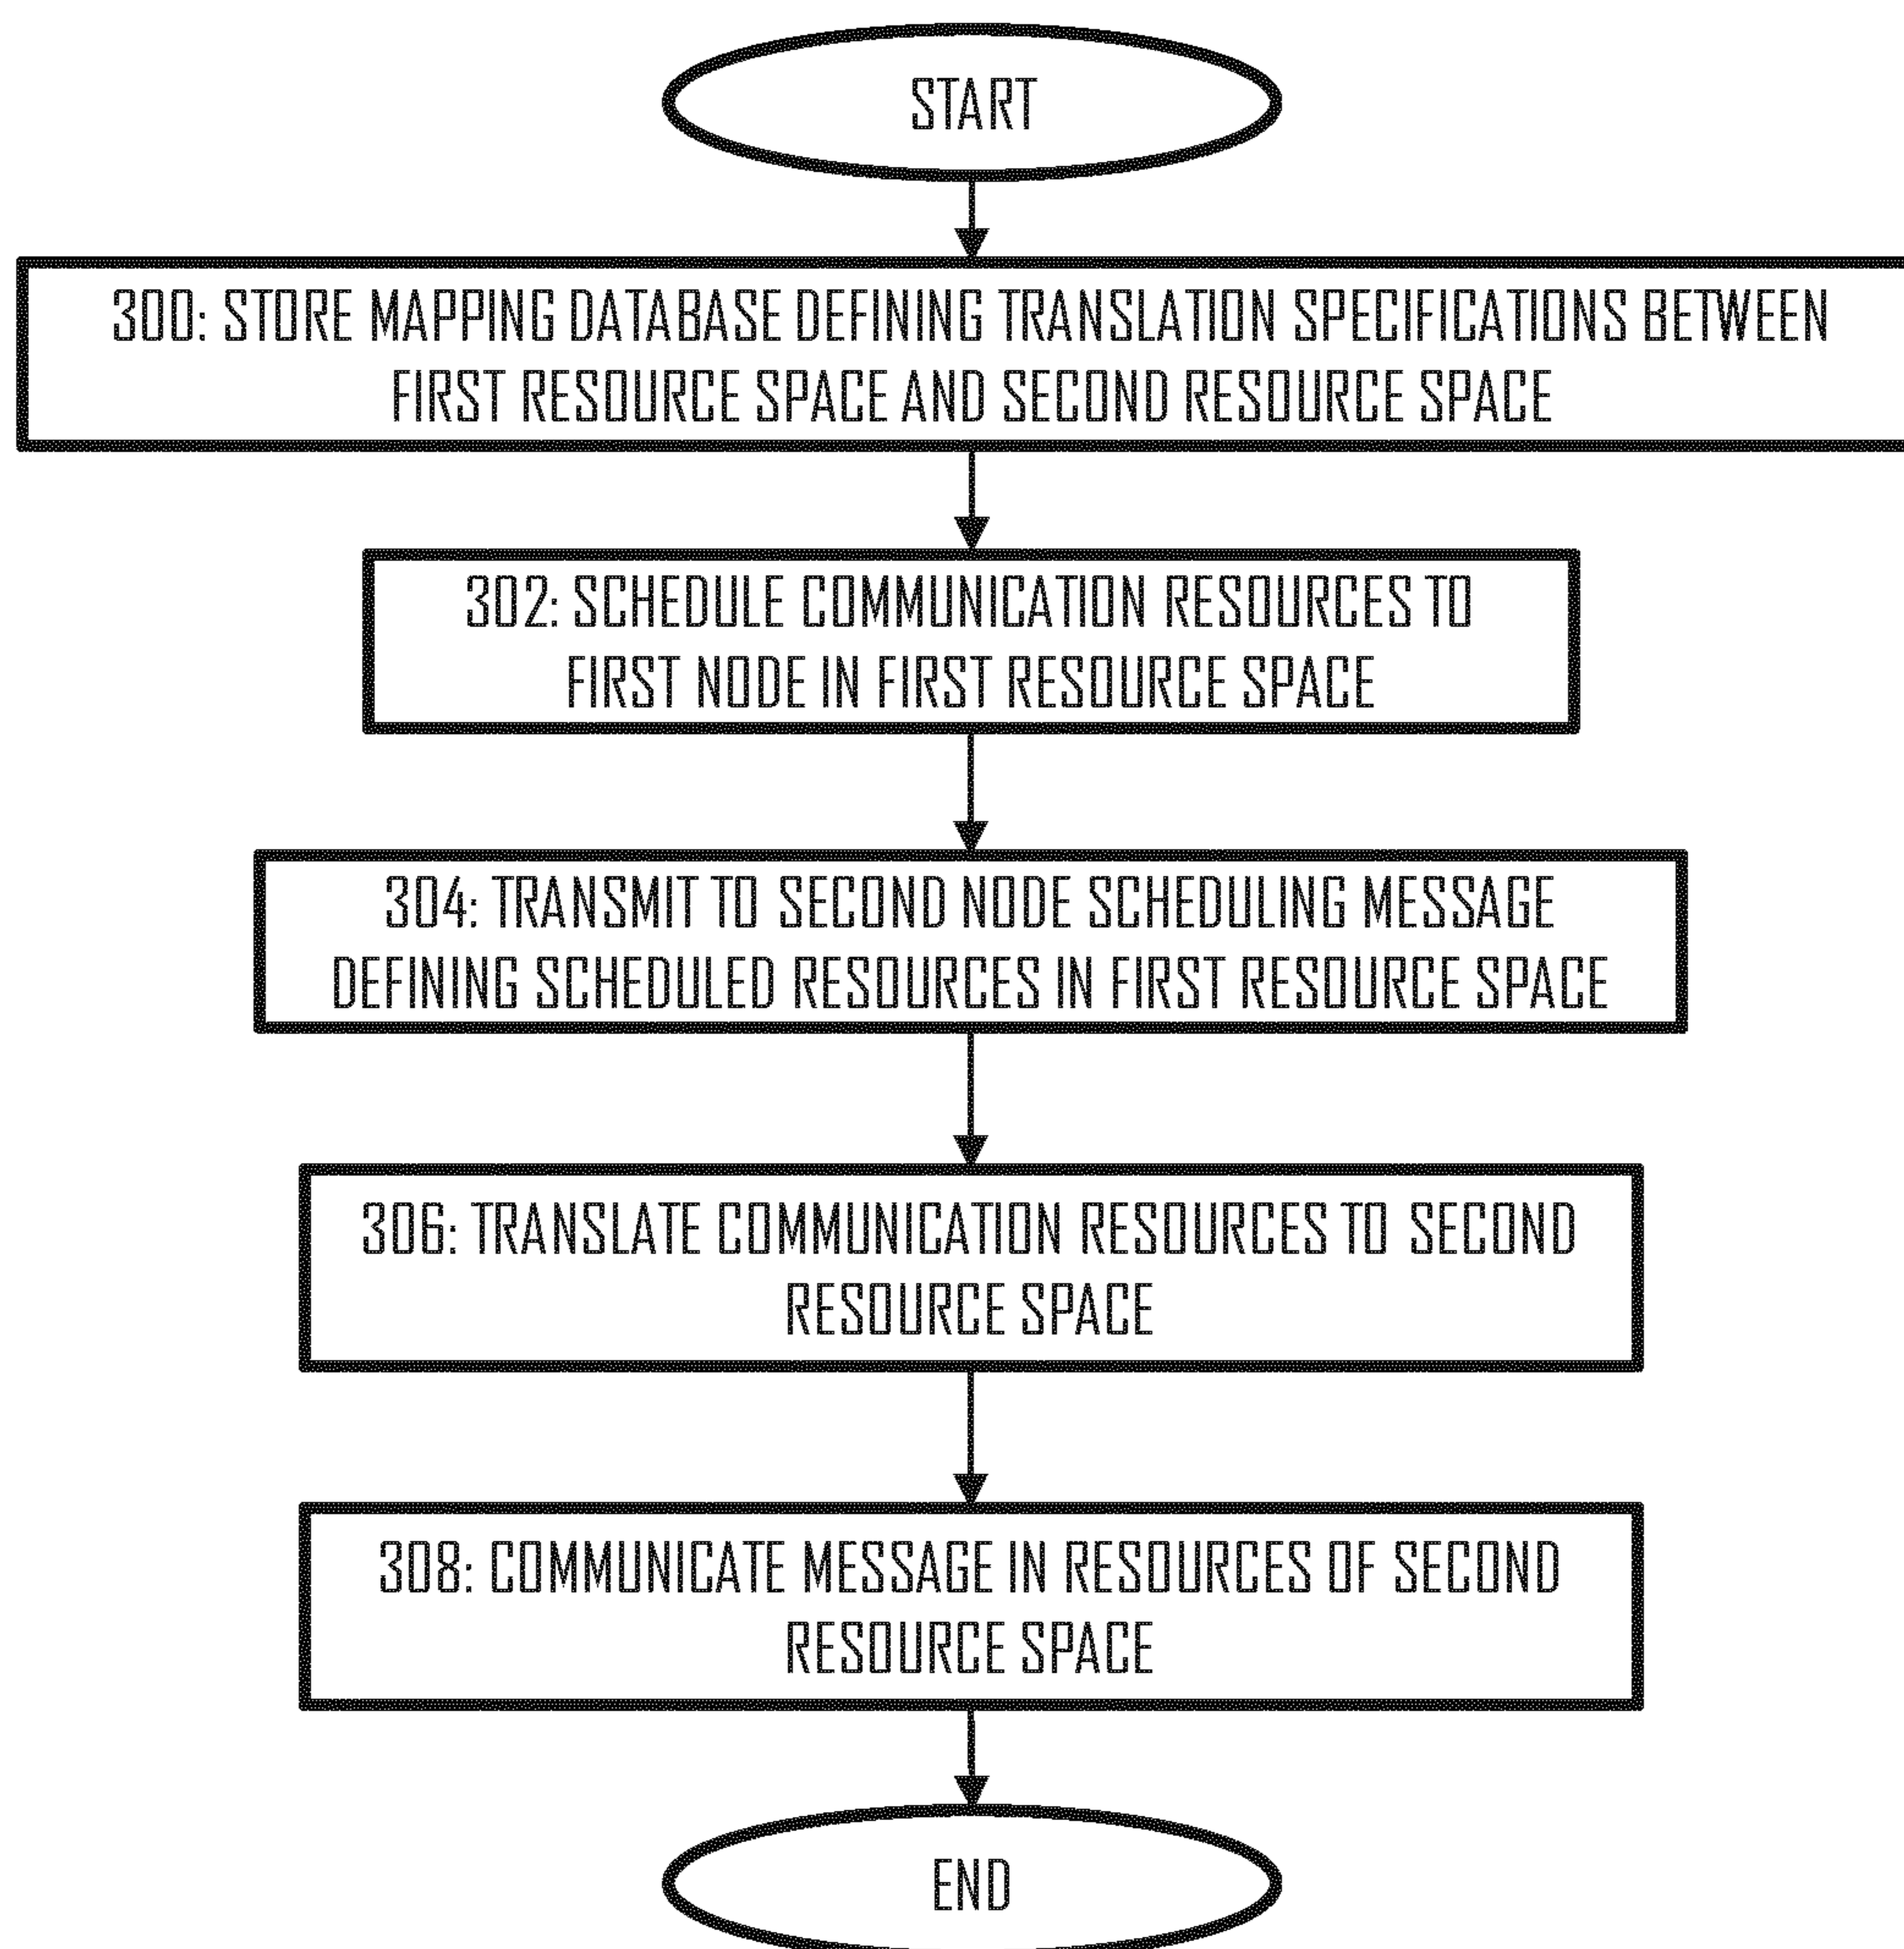 START
300: STORE MAPPING DATABASE DEFINING TRANSLATION SPECIFICATIONS BETWEEN
FIRST RESOURCE SPACE AND SECOND RESOURCE SPACE
302: SCHEDULE COMMUNICATION RESOURCES TO
FIRST NODE IN FIRST RESOURCE SPACE
304: TRANSMIT TO SECOND NODE SCHEDULING MESSAGE
DEFINING SCHEDULED RESOURCES IN FIRST RESOURCE SPACE
306: TRANSLATE COMMUNICATION RESOURCES TO SECOND
RESOURCE SPACE
308: COMMUNICATE MESSAGE IN RESOURCES OF SECOND
RESOURCE SPACE
END